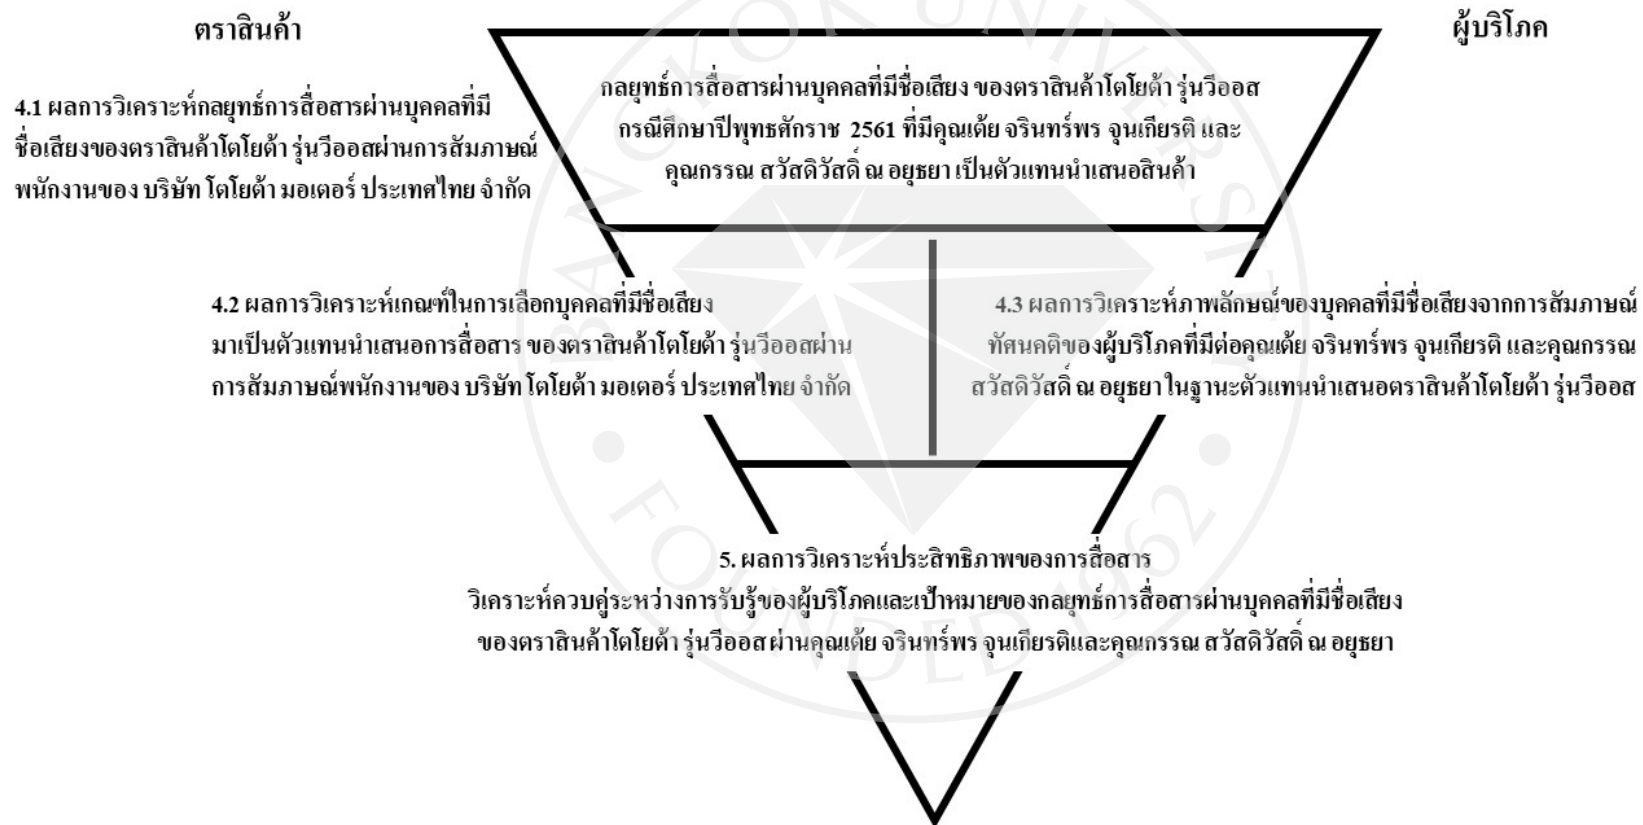 ตราสินค้า
ผู้บริโภค
กลยุทธ์การสื่อสารผ่านบุคคลที่มีชื่อเสียง ของตราสินค้าโตโยต้า รุ่นวีออส
กรณีศึกษาปีพุทธศักราช 2561 ที่มีคุณเต้ย จรินทร์พร จุนเกียรติ และ
คุณกรรณ สวัสดิวัสดิ์ ณ อยุธยา เป็นตัวแทนนำเสนอสินค้า
4.1 ผลการวิเคราะห์กลยุทธ์การสื่อสารผ่านบุคคลที่มี
ชื่อเสียงของตราสินค้าโตโยต้า รุ่นวีออสผ่านการสัมภาษณ์
พนักงานของ บริษัท โตโยต้า มอเตอร์ ประเทศไทย จำกัด
4.2 ผลการวิเคราะห์เกณฑ์ในการเลือกบุคคลที่มีชื่อเสียง
มาเป็นตัวแทนนำเสนอการสื่อสาร ของตราสินค้าโตโยต้า รุ่นวีออสผ่าน
การสัมภาษณ์พนักงานของ บริษัท โตโยต้า มอเตอร์ ประเทศไทย จำกัด
4.3 ผลการวิเคราะห์ภาพลักษณ์ของบุคคลที่มีชื่อเสียงจากการสัมภาษณ์
ทัศนคติของผู้บริโภคที่มีต่อคุณเต้ย จรินทร์พร จุนเกียรติ และคุณกรรณ
สวัสดิวัสดิ์ ณ อยุธยา ในฐานะตัวแทนนำเสนอตราสินค้าโตโยต้า รุ่นวีออส
5. ผลการวิเคราะห์ประสิทธิภาพของการสื่อสาร
วิเคราะห์ควบคู่ระหว่างการรับรู้ของผู้บริโภคและเป้าหมายของกลยุทธ์การสื่อสารผ่านบุคคลที่มีชื่อเสียง
ของตราสินค้าโตโยต้า รุ่นวีออส ผ่านคุณเต้ย จรินทร์พร จุนเกียรติและคุณกรรณ สวัสดิวัสดิ์ ณ อยุธยา
BANGKOK UNIVERSITY
FOUNDED 1962